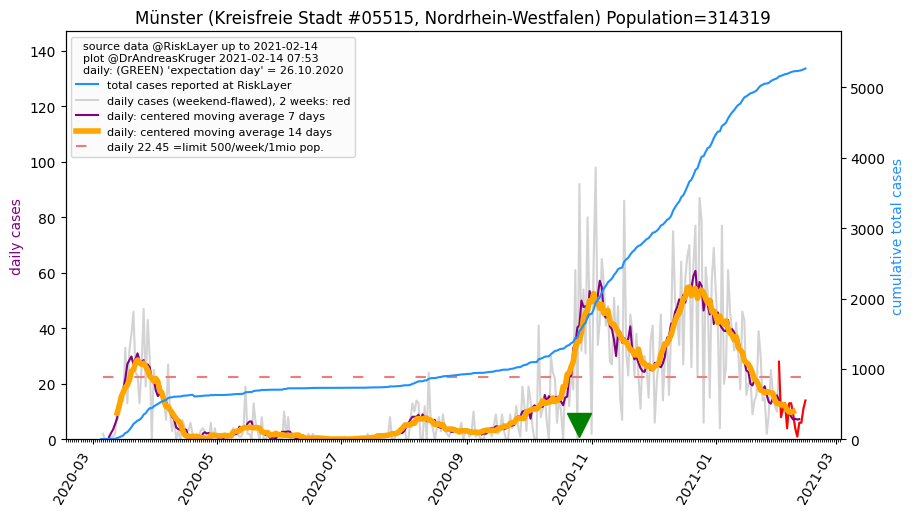 Münster (Kreisfreie Stadt #05515, Nordrhein-Westfalen) Population=314319
source data @RiskLayer up to 2021-02-14
plot @DrAndreasKruger 2021-02-14 07:53
daily: (GREEN) 'expectation day' = 26.10.2020
total cases reported at RiskLayer
daily cases (weekend-flawed), 2 weeks: red
daily: centered moving average 7 days
daily: centered moving average 14 days
daily 22.45 =limit 500/week/1mio pop.
daily cases
140
120
100
80
60
40
20
0
5000
4000
3000
2000
1000
0
cumulative total cases
2020-03
2020-05
2020-07
2020-09
2020-11
2021-01
2021-03